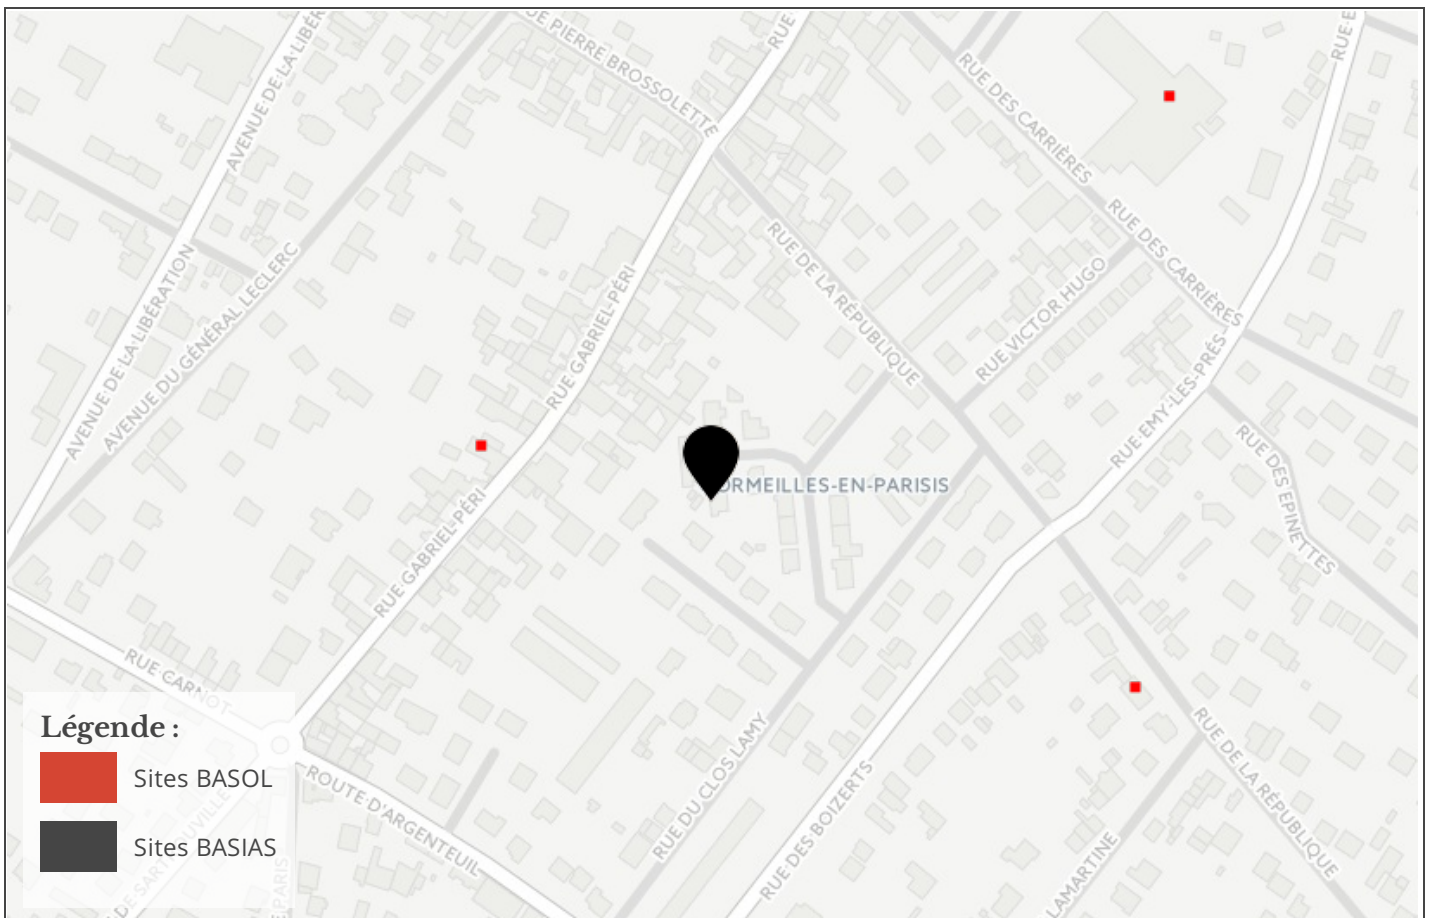 AVENUE·DE·LA·LIBÉR
DE PIERRE BROSSOLETTE
RUE
RUE·E
RUE DES CARRIÈRES
RUE DES CARRIÈRES
AVENUE·DE·LA·LIBÉRATION
AVENUE DU GÉNÉRAL LECLERC
RUE GABRIEL-PÉRI
RUE DE LA RÉPUBLIQUE
RUE VICTOR HUGO
RUE·EMY-LES-PRÉS
RUE DES EPINETTES
ORMEILLES-EN-PARISIS
RUE GABRIEL-PÉRI
RUE CARNOT
ROUTE·D'ARGENTEUIL
RUE DU CLOS LAMY
RUE·DES·BOIZERTS
RUE·DE·LA·RÉPUBLIQUE
LAMARTINE
Légende :
Sites BASOL
Sites BASIAS